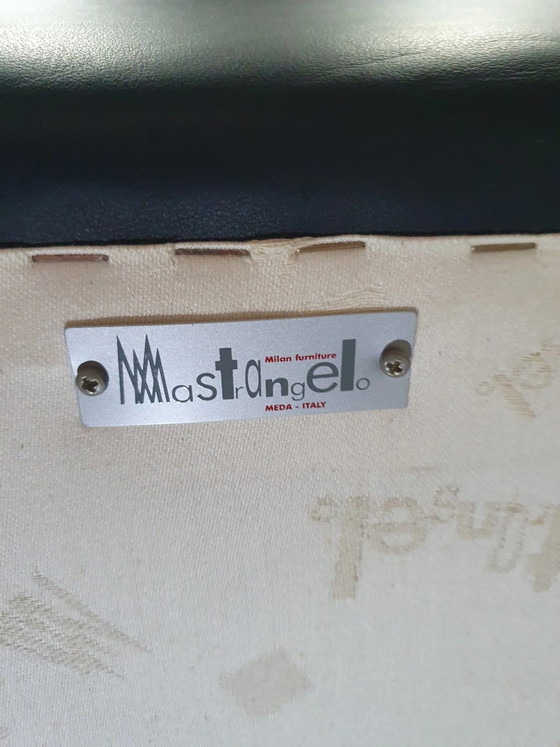 Milan furniture
Mastrangelo
MEDA - ITALY